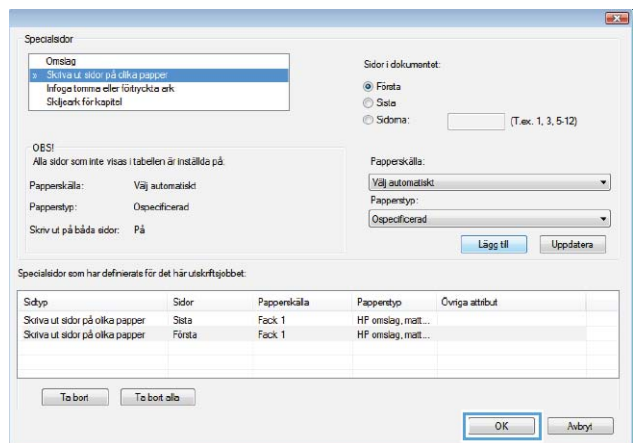 Specialsidor
Omslag
» Skriva ut sidor på olika papper
Infoga tomma eller förtryckta ark
Skiljeark för kapitel
Sidor i dokumentet:
Första
Sista
Sidorna: (T.ex. 1, 3, 5-12)
OBS!
Alla sidor som inte visas i tabellen är inställda på:
Papperskälla: Välj automatiskt
Papperstyp: Ospecificerad
Skriv ut på båda sidor: På
Papperskälla:
Välj automatiskt
Papperstyp:
Ospecificerad
Lägg till Uppdatera
Specialsidor som har definierats för det här utskriftsjobbet:
Sidtyp Sidor Papperskälla Papperstyp Övriga attribut
Skriva ut sidor på olika papper Sista Fack 1 HP omslag, matt...
Skriva ut sidor på olika papper Första Fack 1 HP omslag, matt...
Ta bort Ta bort alla
OK Avbryt